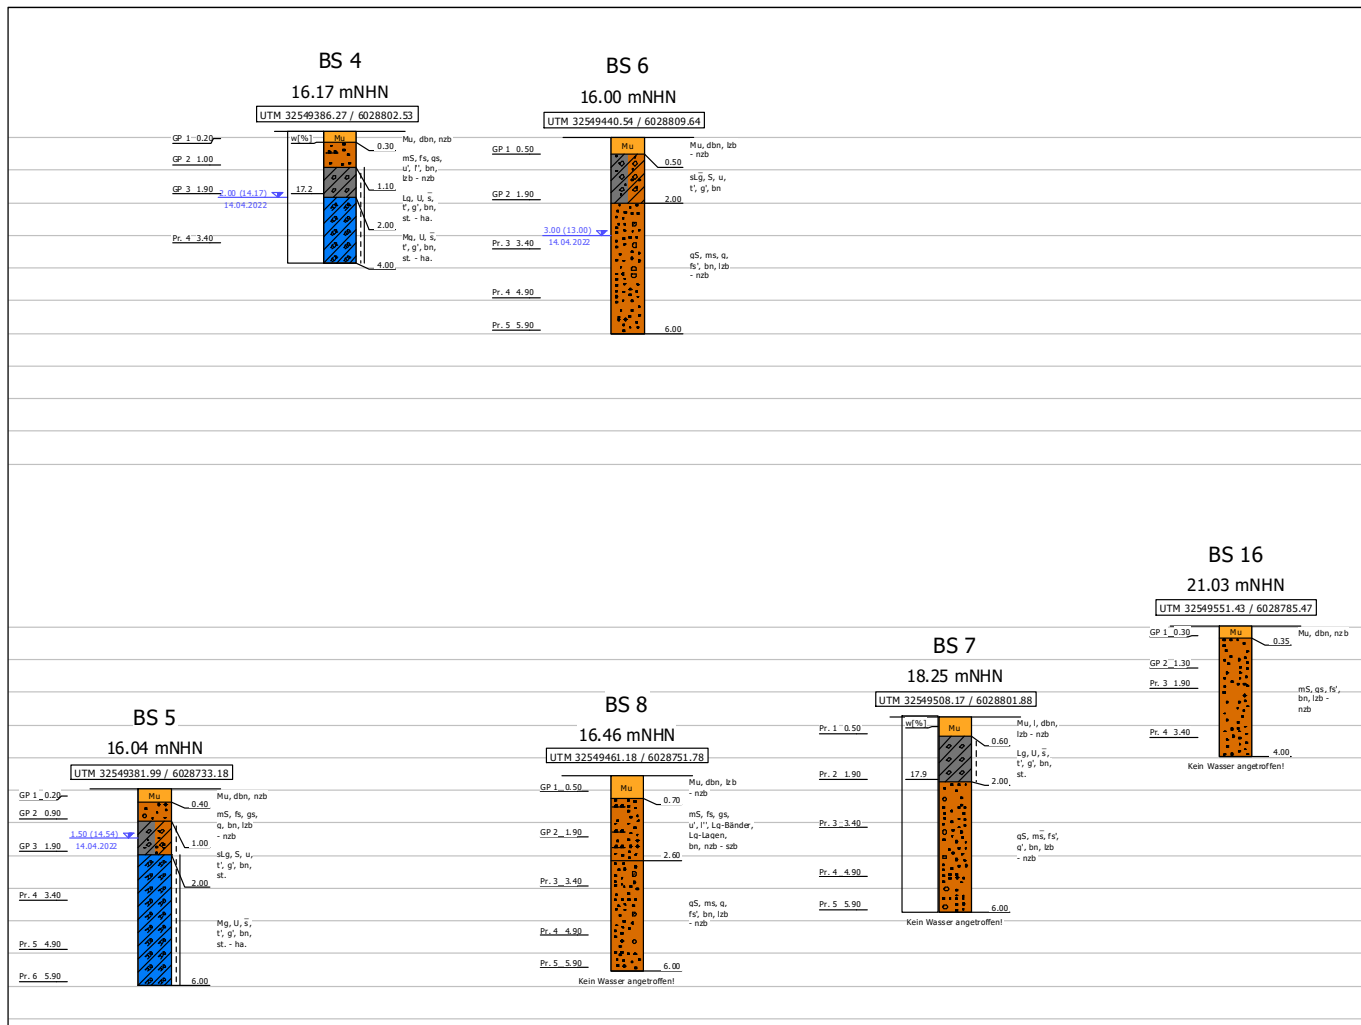 BS 4
16.17 mNHN
UTM 32549386.27 / 6028802.53
GP 1 0.20
GP 2 1.00
GP 3 1.90
Pr. 4 3.40
2.00 (14.17)
14.04.2022
w[%]
17.2
Mu
0.30
1.10
2.00
4.00
Mu, dbn, nzb
mS, fs, gs,
u', l', bn,
lzb - nzb
Lg, U, s̅,
t', g', bn,
st. - ha.
Mg, U, s̅,
t', g', bn,
st. - ha.
BS 6
16.00 mNHN
UTM 32549440.54 / 6028809.64
GP 1 0.50
GP 2 1.90
3.00 (13.00)
14.04.2022
Pr. 3 3.40
Pr. 4 4.90
Pr. 5 5.90
Mu
0.50
2.00
6.00
Mu, dbn, lzb
- nzb
sLg, S, u,
t', g', bn
gS, ms, g,
fs', bn, lzb
- nzb
BS 16
21.03 mNHN
UTM 32549551.43 / 6028785.47
GP 1 0.30
GP 2 1.30
Pr. 3 1.90
Pr. 4 3.40
Mu
0.35
4.00
Mu, dbn, nzb
mS, gs, fs',
bn, lzb -
nzb
Kein Wasser angetroffen!
BS 7
18.25 mNHN
UTM 32549508.17 / 6028801.88
Pr. 1 0.50
Pr. 2 1.90
Pr. 3 3.40
Pr. 4 4.90
Pr. 5 5.90
w[%]
17.9
Mu
0.60
2.00
6.00
Mu, l, dbn,
lzb - nzb
Lg, U, s̅,
t', g', bn,
st.
gS, m̅s̅, fs',
g', bn, lzb
- nzb
Kein Wasser angetroffen!
BS 8
16.46 mNHN
UTM 32549461.18 / 6028751.78
GP 1 0.50
GP 2 1.90
Pr. 3 3.40
Pr. 4 4.90
Pr. 5 5.90
Mu
0.70
2.60
6.00
Mu, dbn, lzb
- nzb
mS, fs, gs,
u', l'', Lg-Bänder,
Lg-Lagen,
bn, nzb - szb
gS, ms, g,
fs', bn, lzb
- nzb
Kein Wasser angetroffen!
BS 5
16.04 mNHN
UTM 32549381.99 / 6028733.18
GP 1 0.20
GP 2 0.90
GP 3 1.90
1.50 (14.54)
14.04.2022
Pr. 4 3.40
Pr. 5 4.90
Pr. 6 5.90
Mu
0.40
1.00
2.00
6.00
Mu, dbn, nzb
mS, fs, gs,
g, bn, lzb
- nzb
sLg, S, u,
t', g', bn,
st.
Mg, U, s̅,
t', g', bn,
st. - ha.